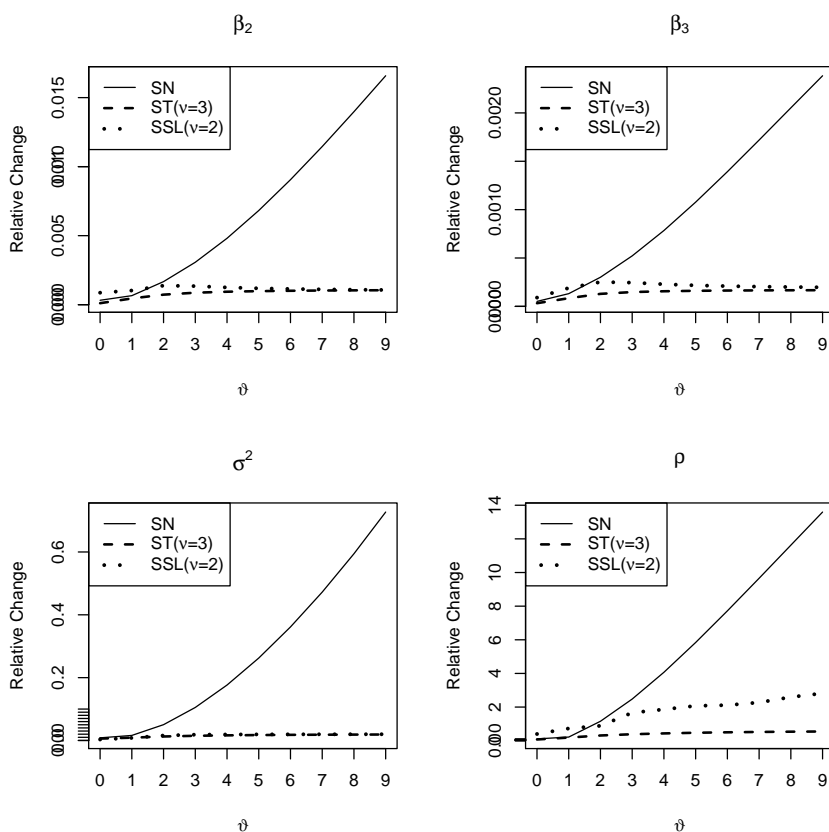 β2
Relative Change
0.000
0.005
0.010
0.015
SN
ST(ν=3)
SSL(ν=2)
0 1 2 3 4 5 6 7 8 9
ϑ
β3
Relative Change
0.0000
0.0010
0.0020
SN
ST(ν=3)
SSL(ν=2)
0 1 2 3 4 5 6 7 8 9
ϑ
σ²
Relative Change
0.2
0.4
0.6
SN
ST(ν=3)
SSL(ν=2)
0 1 2 3 4 5 6 7 8 9
ϑ
ρ
Relative Change
2
4
6
8
10
12
14
SN
ST(ν=3)
SSL(ν=2)
0 1 2 3 4 5 6 7 8 9
ϑ